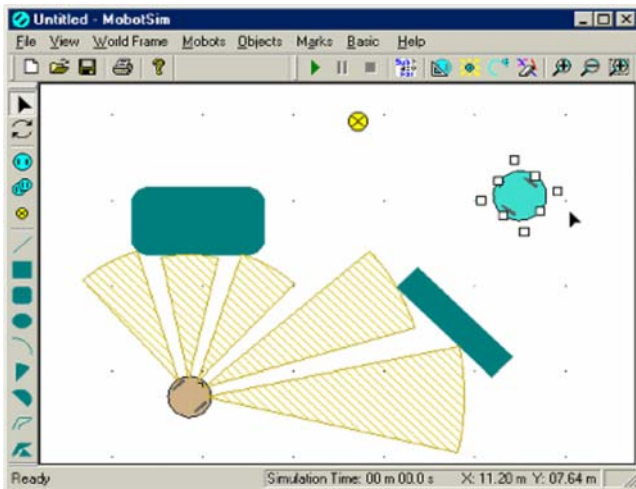 Untitled - MobotSim
File View World Frame Mobots Objects Marks Basic Help
Ready Simulation Time: 00 m 00.0 s X: 11.20 m Y: 07.64 m